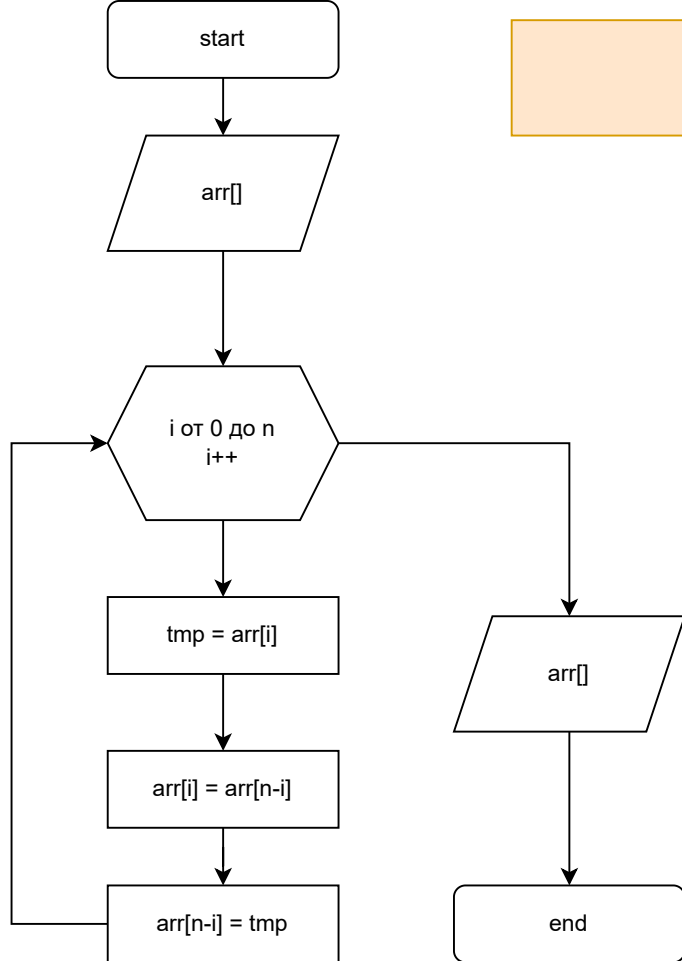 start
arr[]
i от 0 до n
i++
tmp = arr[i]
arr[i] = arr[n-i]
arr[n-i] = tmp
arr[]
end